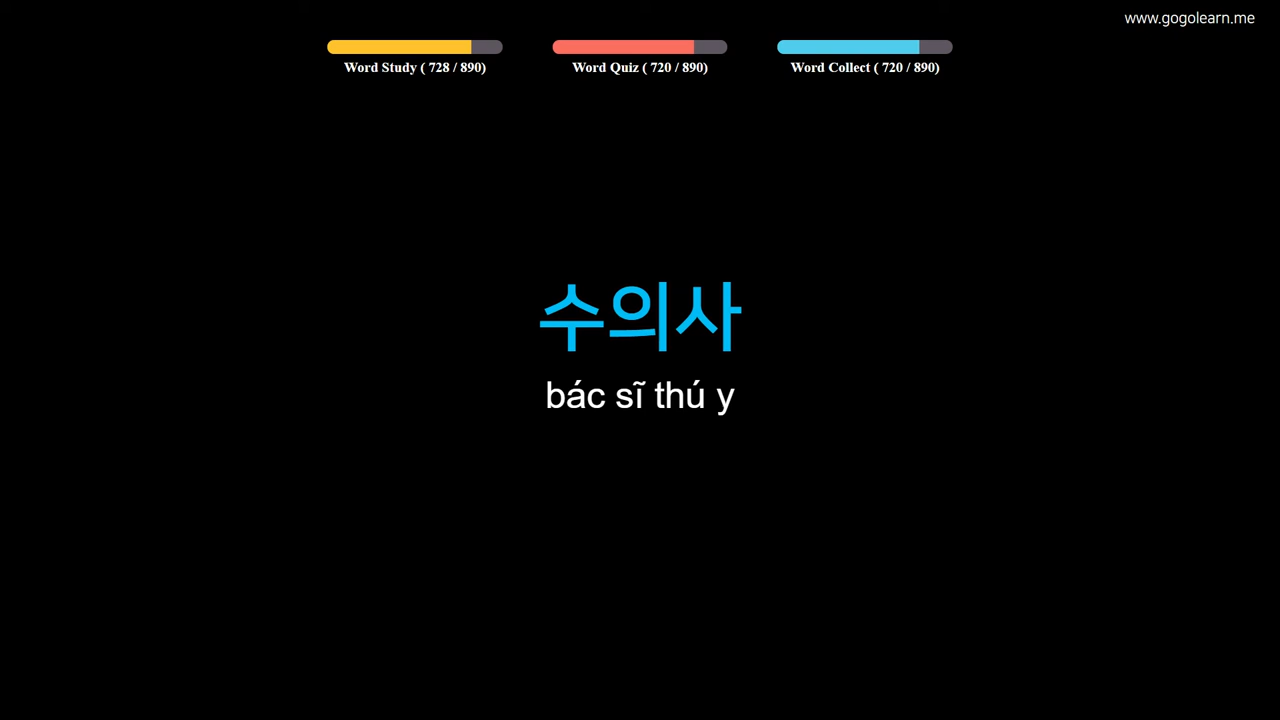 www.gogolearn.me
Word Study ( 728 / 890)
Word Quiz ( 720 / 890)
Word Collect ( 720 / 890)
수의사
bác sĩ thú y